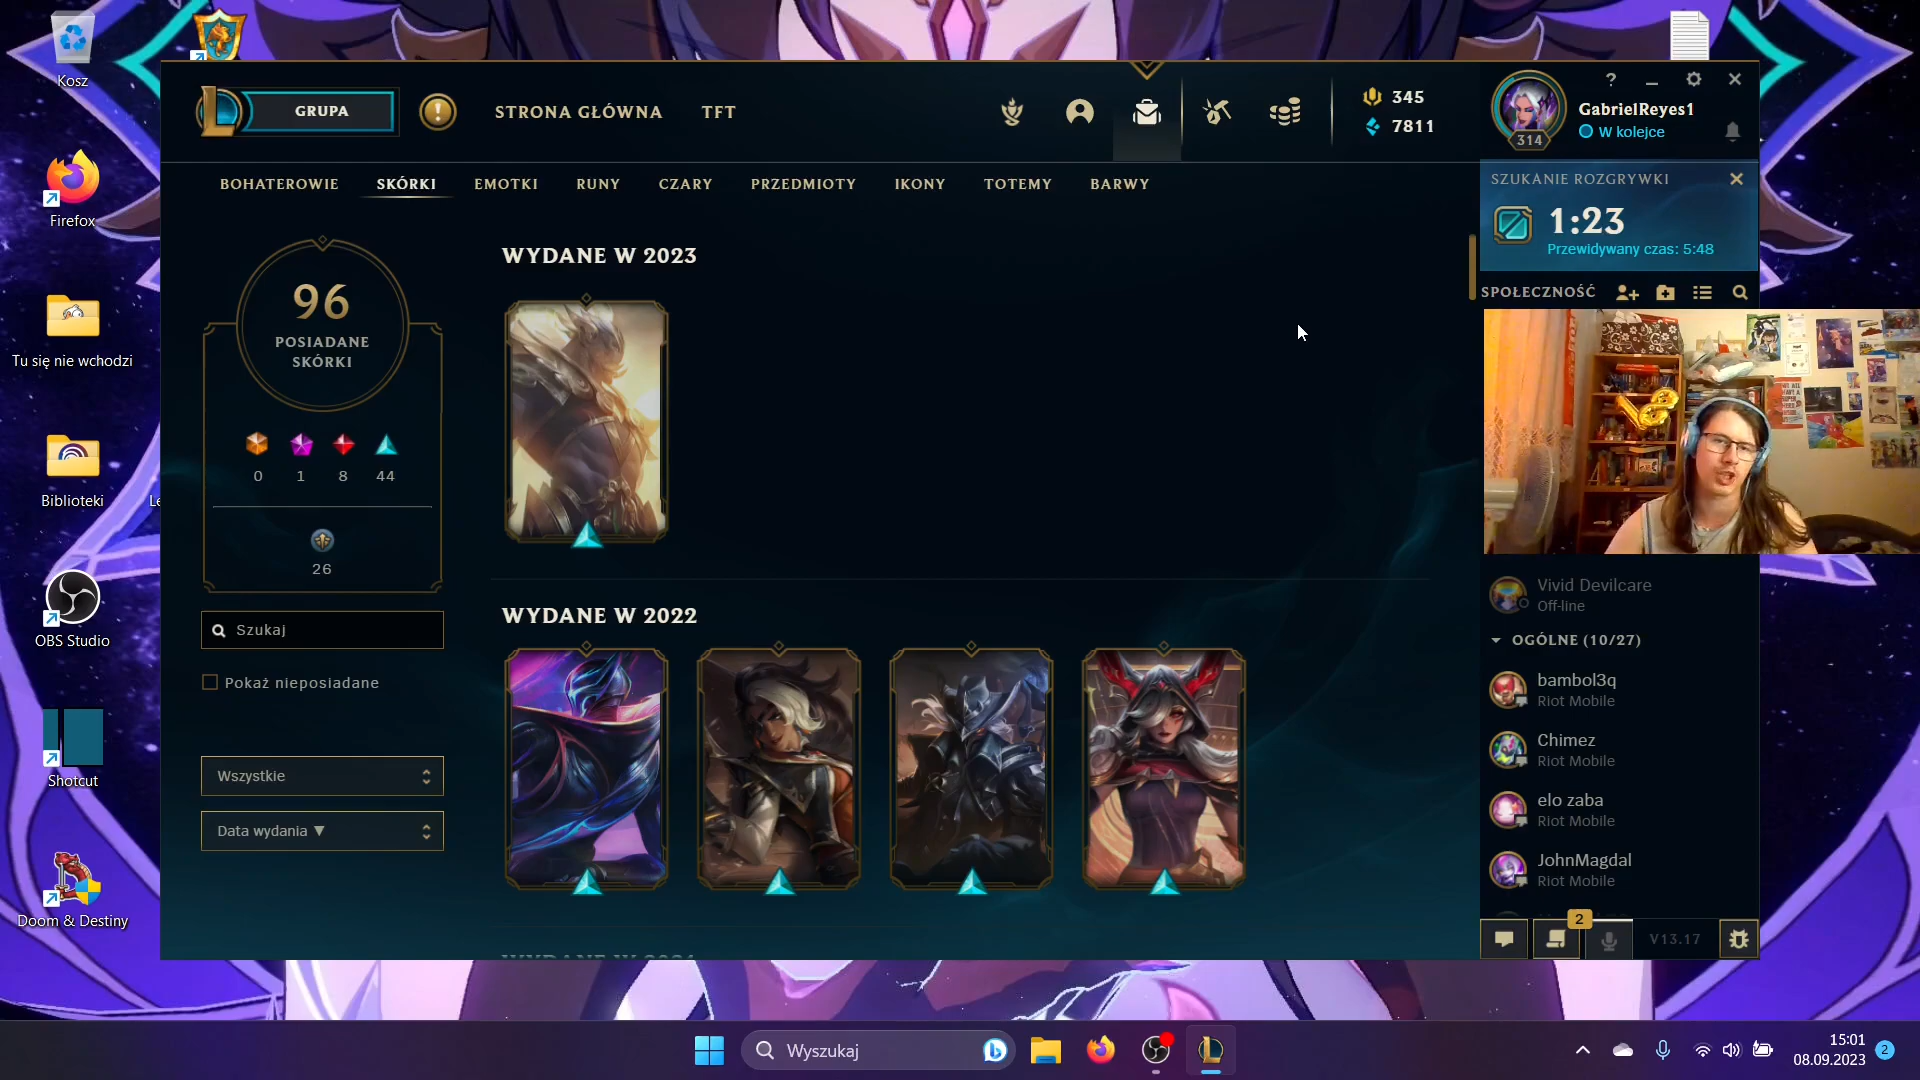 Kosz
Firefox
Tu się nie wchodzi
Biblioteki
Le
OBS Studio
Shotcut
Doom & Destiny
GRUPA
STRONA GŁÓWNA
TFT
345
7811
314
GabrielReyes1
W kolejce
BOHATEROWIE
SKÓRKI
EMOTKI
RUNY
CZARY
PRZEDMIOTY
IKONY
TOTEMY
BARWY
SZUKANIE ROZGRYWKI
1:23
Przewidywany czas: 5:48
SPOŁECZNOŚĆ
96
POSIADANE
SKÓRKI
0 1 8 44
26
Szukaj
Pokaż nieposiadane
Wszystkie
Data wydania ▼
WYDANE W 2023
WYDANE W 2022
Vivid Devilcare
Off-line
OGÓLNE (10/27)
bambol3q
Riot Mobile
Chimez
Riot Mobile
elo zaba
Riot Mobile
JohnMagdal
Riot Mobile
2
V13.17
Wyszukaj
15:01
08.09.2023
2